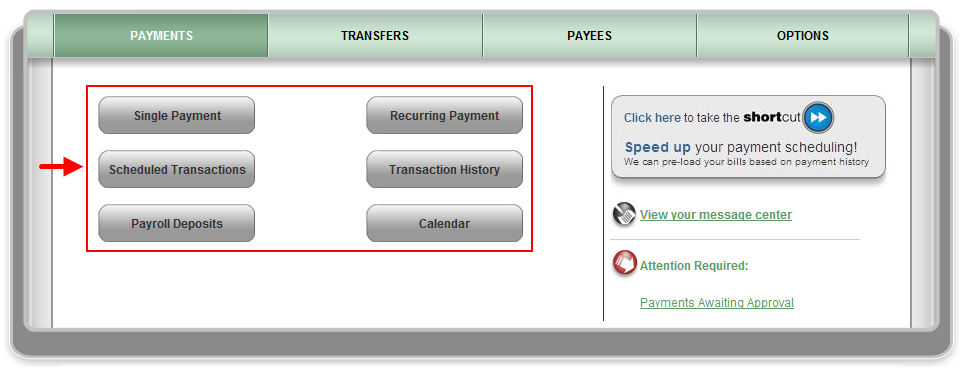 PAYMENTS TRANSFERS PAYEES OPTIONS
Single Payment Recurring Payment
Scheduled Transactions Transaction History
Payroll Deposits Calendar
Click here to take the shortcut
Speed up your payment scheduling!
We can pre-load your bills based on payment history
View your message center
Attention Required:
Payments Awaiting Approval